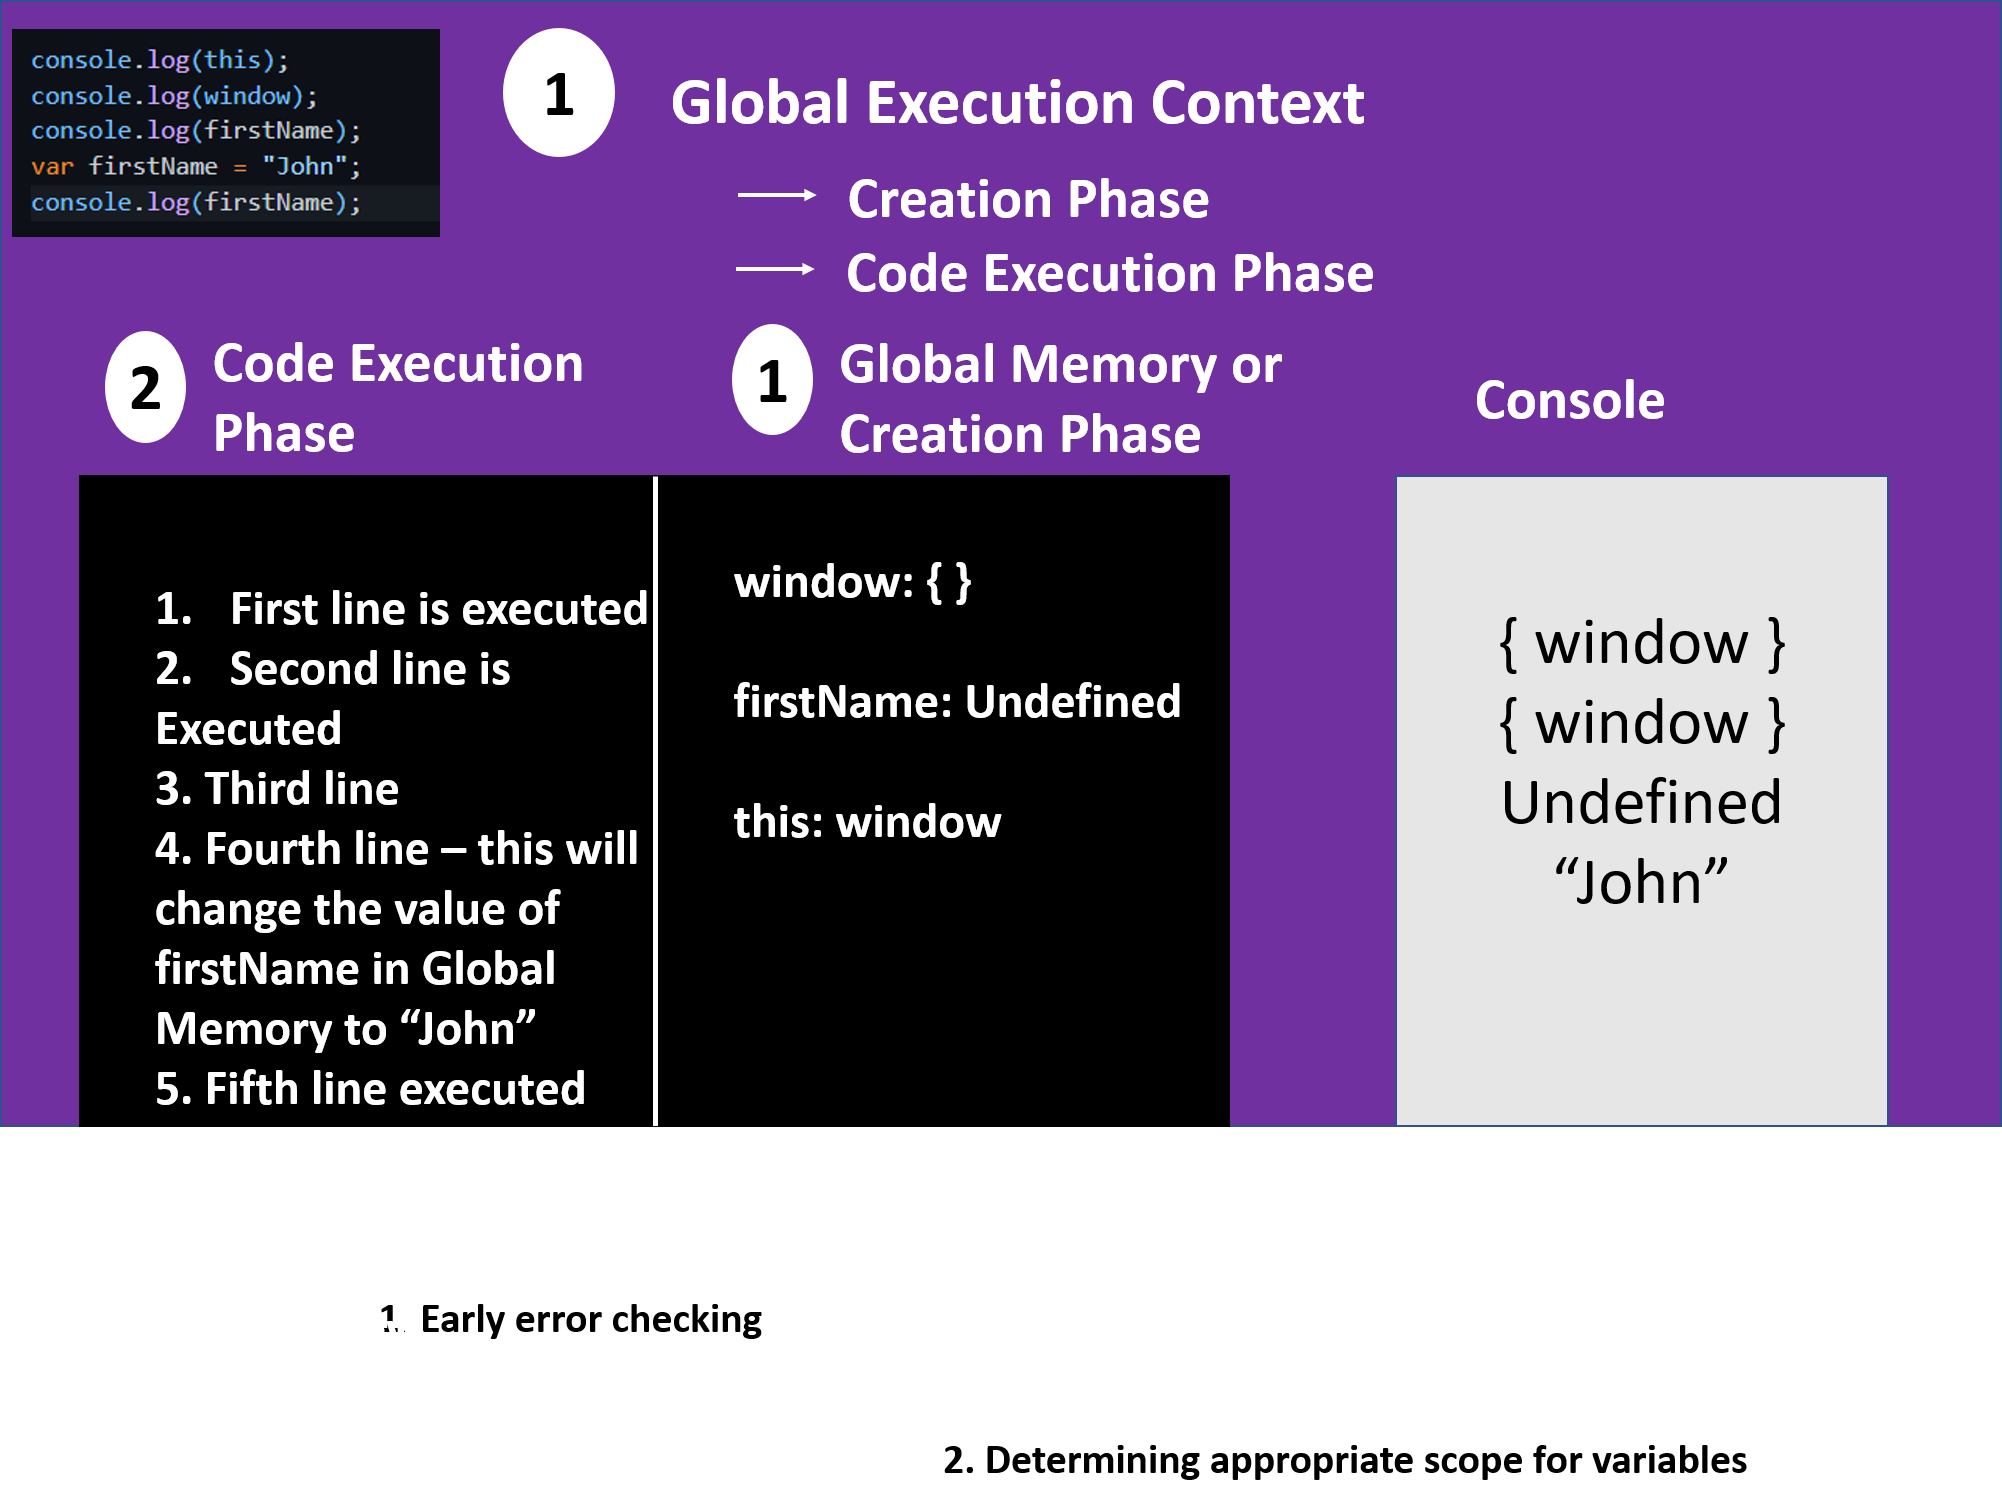 console.log(this);
console.log(window);
console.log(firstName);
var firstName = "John";
console.log(firstName);
1
Global Execution Context
Creation Phase
Code Execution Phase
2
Code Execution
Phase
1
Global Memory or
Creation Phase
Console
1. First line is executed
2. Second line is
Executed
3. Third line
4. Fourth line – this will
change the value of
firstName in Global
Memory to “John”
5. Fifth line executed
window: { }
firstName: Undefined
this: window
{ window }
{ window }
Undefined
“John”
1. Early error checking
2. Determining appropriate scope for variables